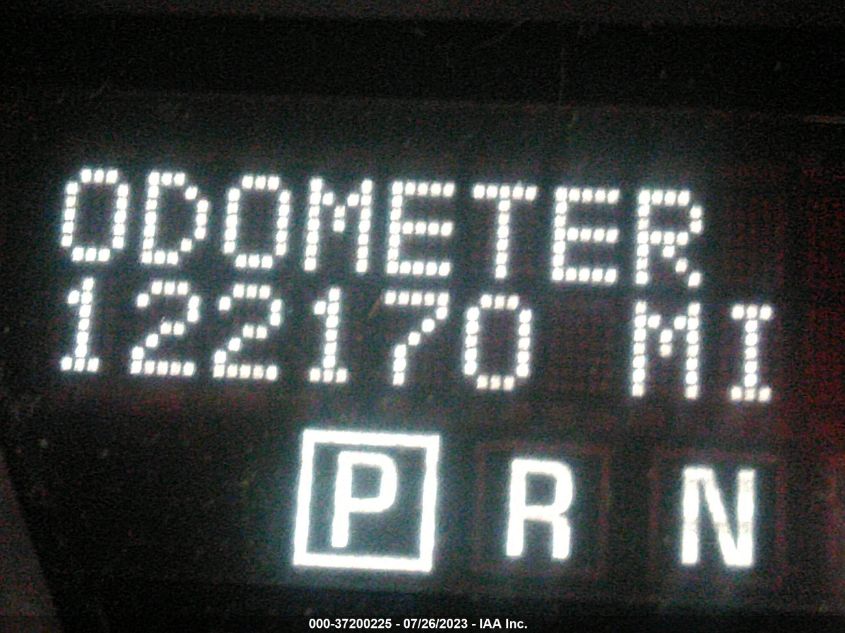 ODOMETER
122170 MI
P R N
000-37200225 - 07/26/2023 - IAA Inc.